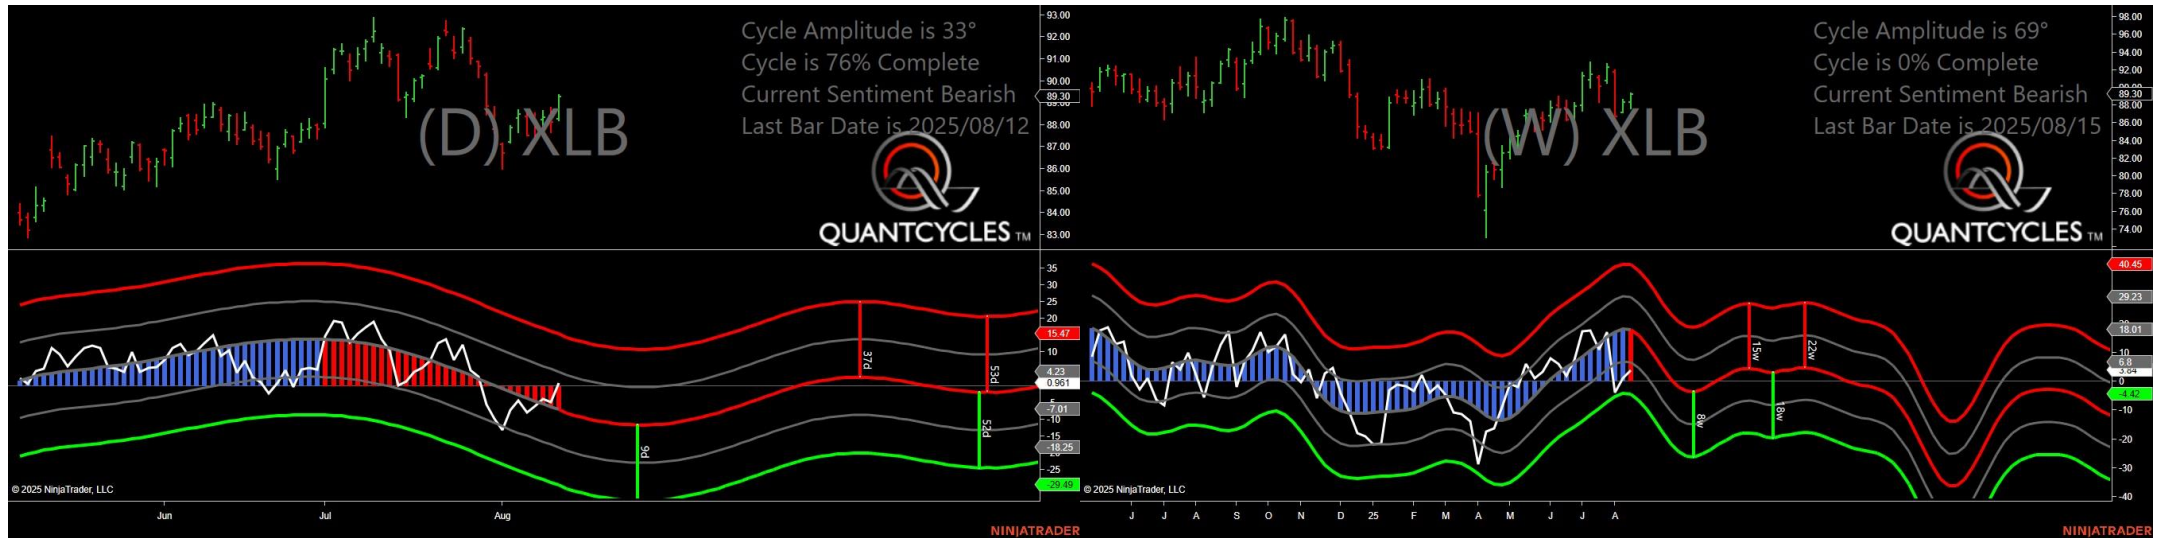 Cycle Amplitude is 33°
Cycle is 76% Complete
Current Sentiment Bearish
Last Bar Date is 2025/08/12
(D) XLB
QUANTCYCLES TM
93.00
92.00
91.00
90.00
89.30
88.00
87.00
86.00
85.00
84.00
83.00
35
30
25
20
15.47
10
4.23
0.961
-7.01
-10
-15
-18.25
-25
-29.49
9d
37d
52d
53d
© 2025 NinjaTrader, LLC
Jun
Jul
Aug
NINJATRADER
Cycle Amplitude is 69°
Cycle is 0% Complete
Current Sentiment Bearish
Last Bar Date is 2025/08/15
(W) XLB
QUANTCYCLES TM
98.00
96.00
94.00
92.00
89.30
88.00
86.00
84.00
82.00
80.00
78.00
76.00
74.00
40.45
29.23
18.01
10
6.8
3.84
0
-4.42
-10
-20
-30
-40
8w
15w
18w
22w
© 2025 NinjaTrader, LLC
J
J
A
S
O
N
D
25
F
M
A
M
J
J
A
NINJATRADER